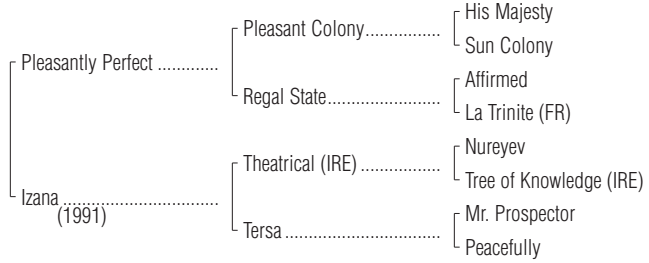 His Majesty
Pleasant Colony..................
Sun Colony
Pleasantly Perfect .............
Affirmed
Regal State...........................
La Trinite (FR)
Nureyev
Theatrical (IRE) ...................
Tree of Knowledge (IRE)
Izana .....................................
(1991)
Mr. Prospector
Tersa .....................................
Peacefully